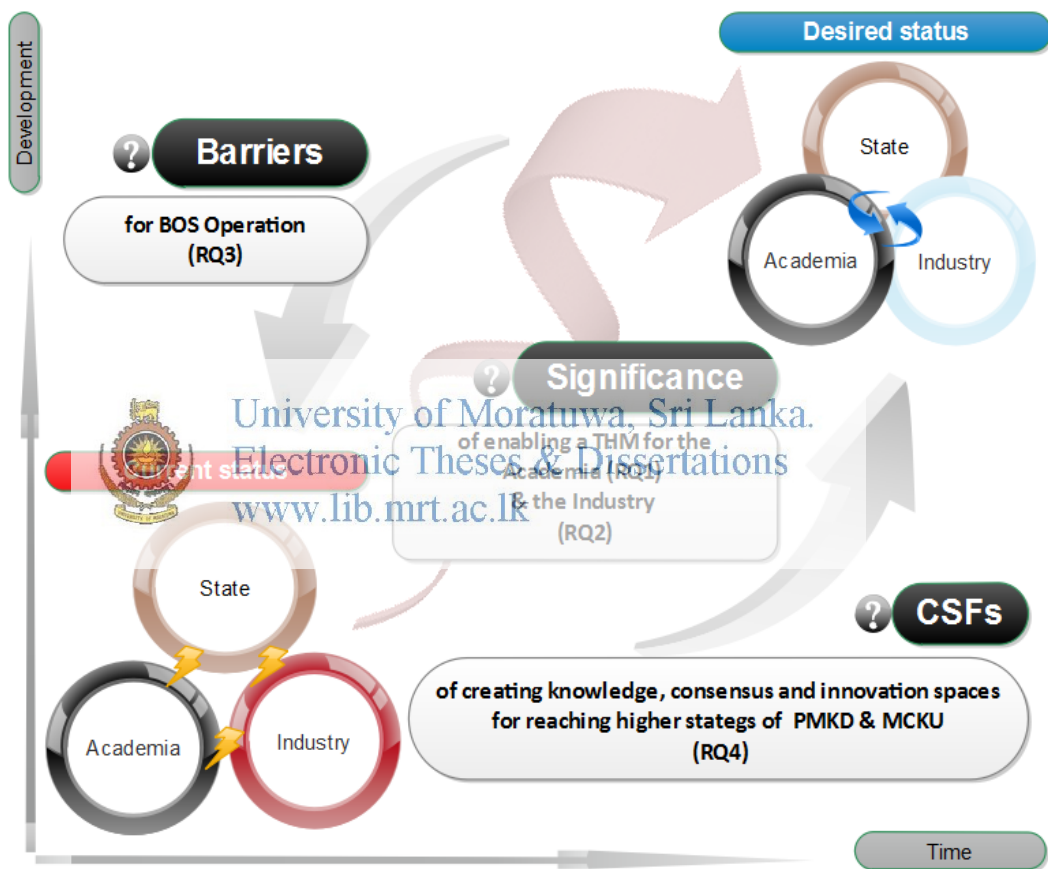 Development
Desired status
State
Academia
Industry
? Barriers
for BOS Operation
(RQ3)
? Significance
of enabling a THM for the
Academia (RQ1)
& the Industry
(RQ2)
University of Moratuwa, Sri Lanka.
Electronic Theses & Dissertations
www.lib.mrt.ac.lk
Current status
State
Academia
Industry
? CSFs
of creating knowledge, consensus and innovation spaces
for reaching higher stategs of PMKD & MCKU
(RQ4)
Time